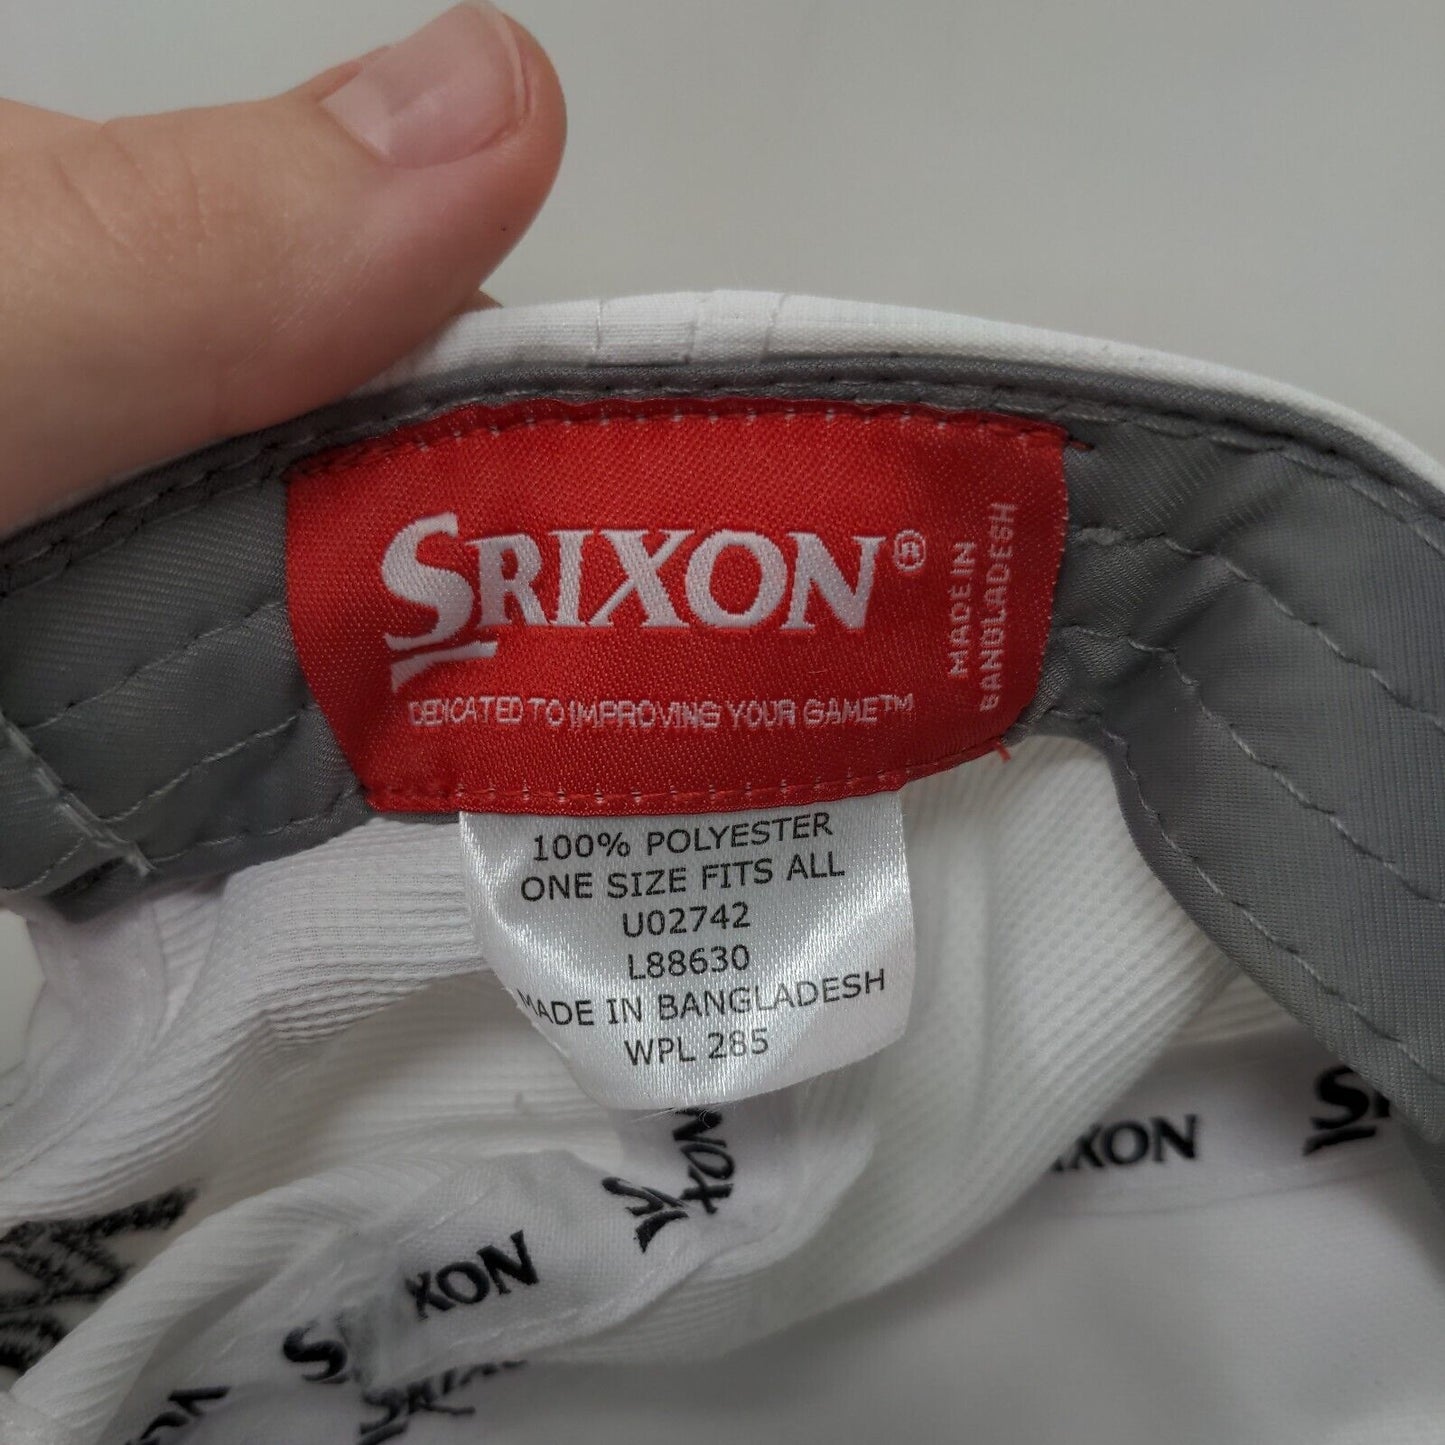 SRIXON®
DEDICATED TO IMPROVING YOUR GAME™
MADE IN
BANGLADESH
100% POLYESTER
ONE SIZE FITS ALL
U02742
L88630
MADE IN BANGLADESH
WPL 285